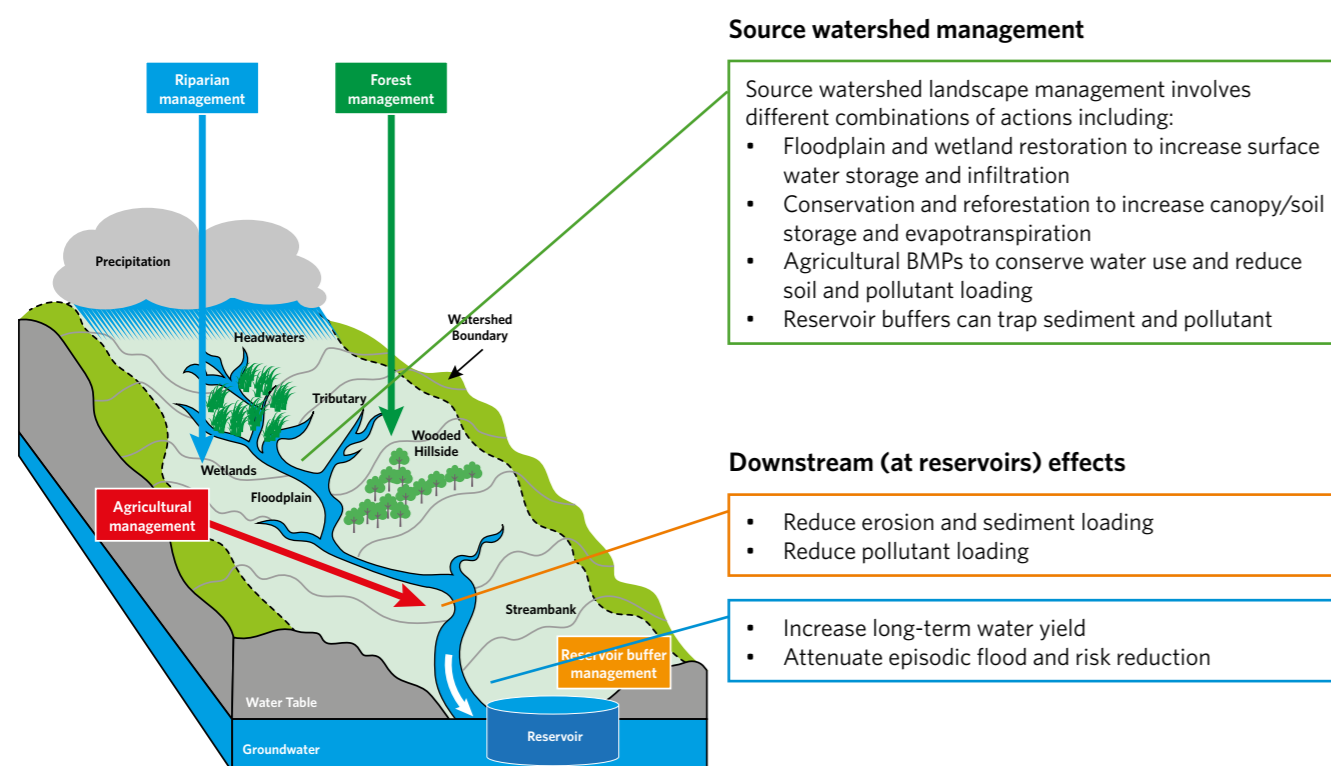 Source watershed management
Riparian
management
Forest
management
Source watershed landscape management involves
different combinations of actions including:
• Floodplain and wetland restoration to increase surface
water storage and infiltration
• Conservation and reforestation to increase canopy/soil
storage and evapotranspiration
• Agricultural BMPs to conserve water use and reduce
soil and pollutant loading
• Reservoir buffers can trap sediment and pollutant
Precipitation
Headwaters
Watershed
Boundary
Tributary
Wooded
Hillside
Wetlands
Floodplain
Agricultural
management
Downstream (at reservoirs) effects
• Reduce erosion and sediment loading
• Reduce pollutant loading
Streambank
• Increase long-term water yield
• Attenuate episodic flood and risk reduction
Reservoir buffer
management
Water Table
Reservoir
Groundwater